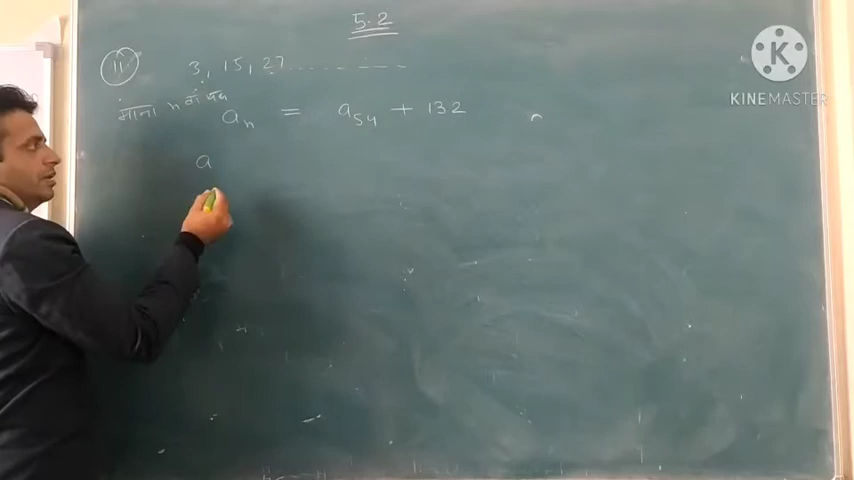 5.2
11 3, 15, 27..........
माना n वाँ पद aₙ = a₅₄ + 132
a
KINEMASTER